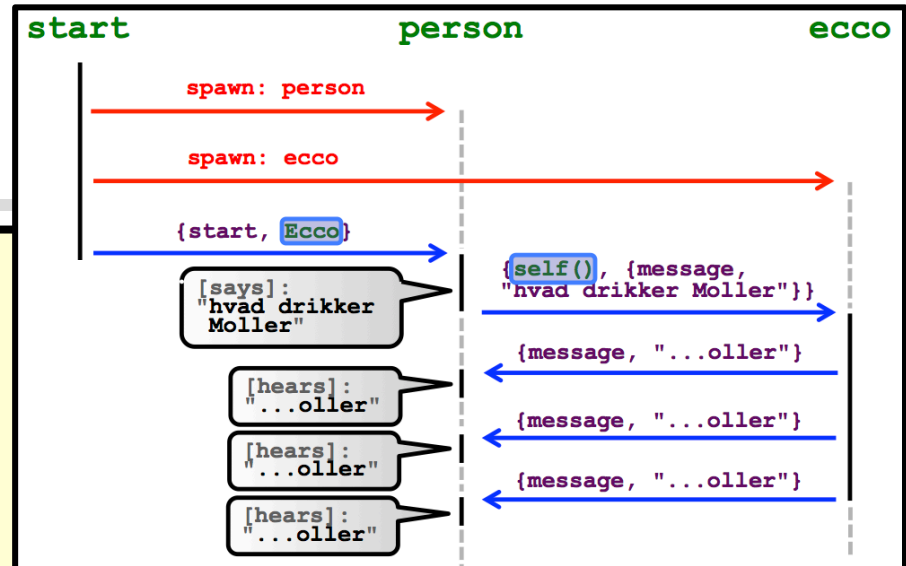 start person ecco
spawn: person
spawn: ecco
{start, Ecco}
[says]:
"hvad drikker
Moller"
{self(), {message,
"hvad drikker Moller"}}
{message, "...oller"}
[hears]:
"...oller"
{message, "...oller"}
[hears]:
"...oller"
{message, "...oller"}
[hears]:
"...oller"